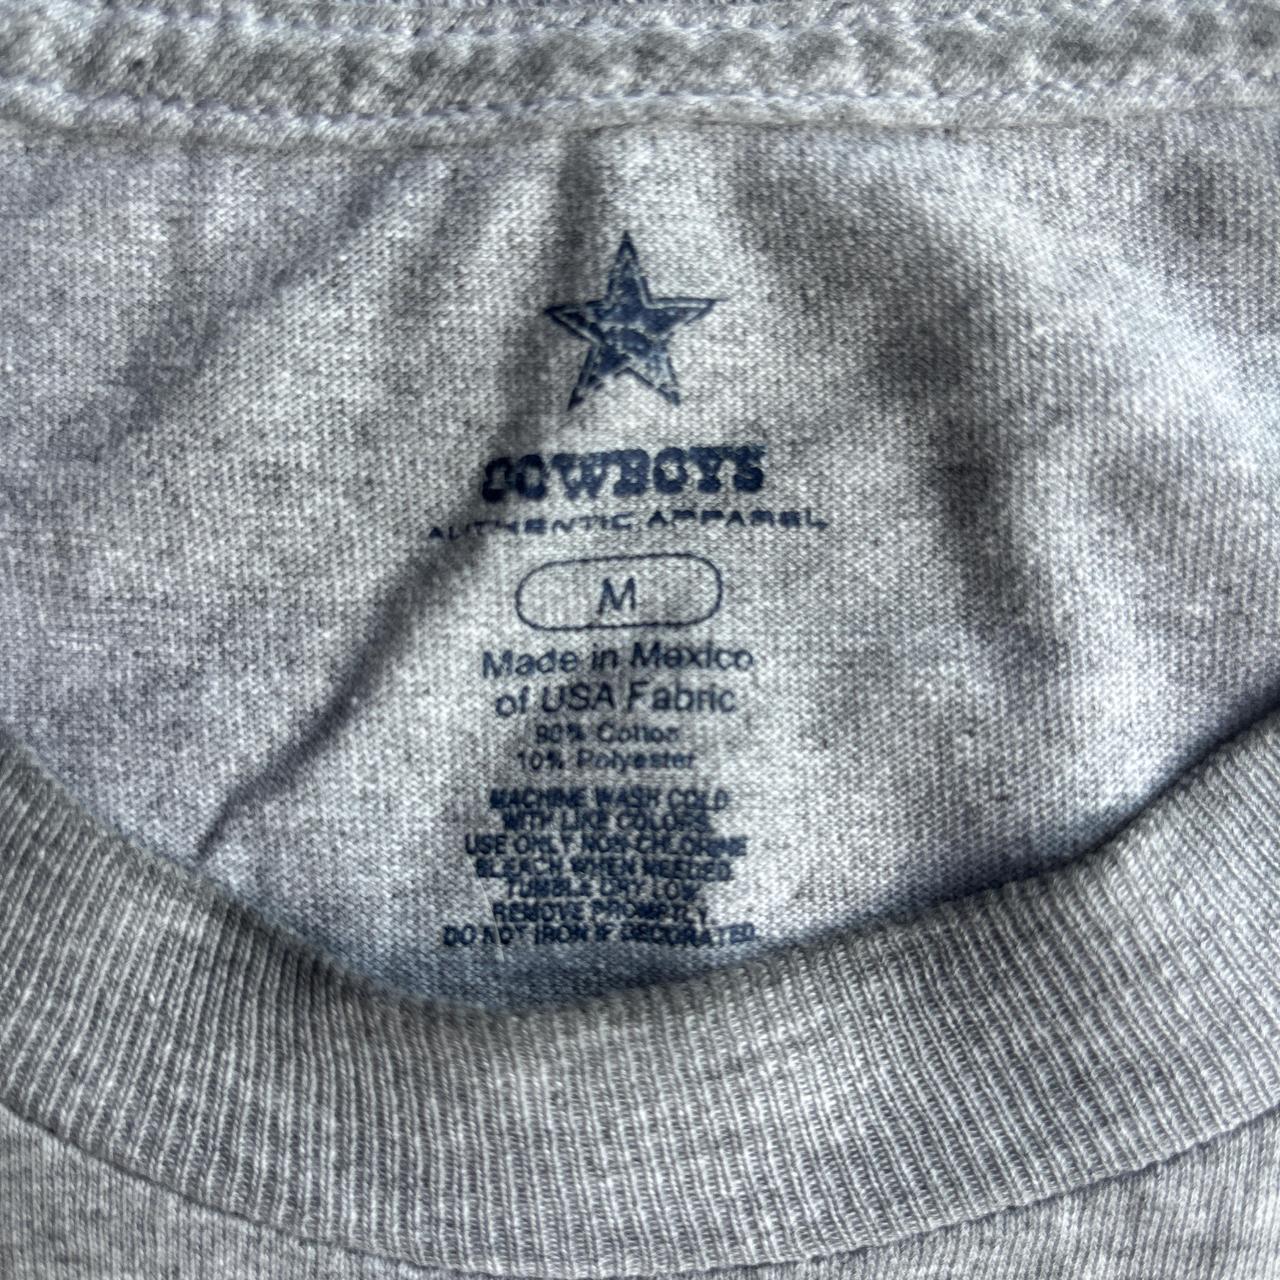 COWBOYS
AUTHENTIC APPAREL
M
Made in Mexico
of USA Fabric
90% Cotton
10% Polyester
MACHINE WASH COLD
WITH LIKE COLORS
USE ONLY NON-CHLORINE
BLEACH WHEN NEEDED
TUMBLE DRY LOW
REMOVE PROMPTLY
DO NOT IRON IF DECORATED